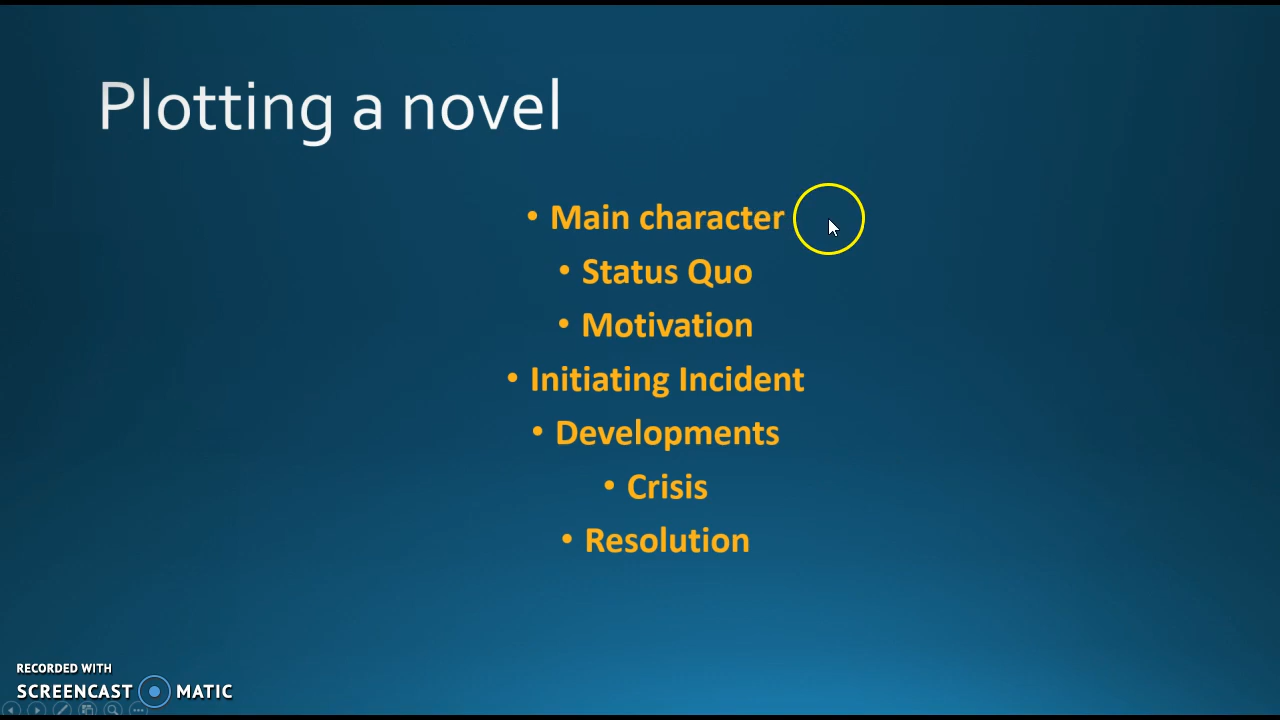 Plotting a novel
• Main character
• Status Quo
• Motivation
• Initiating Incident
• Developments
• Crisis
• Resolution
RECORDED WITH
SCREENCAST MATIC